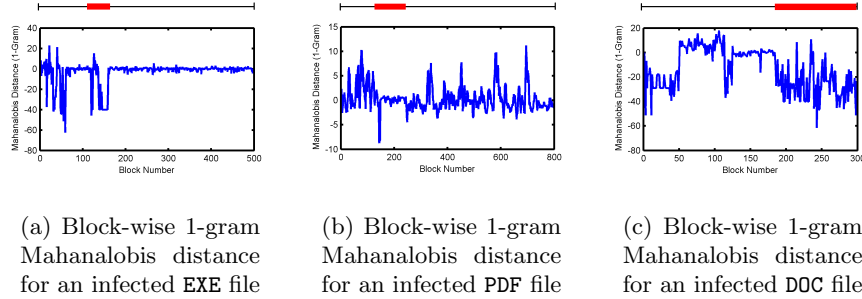 40
20
0
-20
-40
-60
-80
0 100 200 300 400 500
Mahanalobis Distance (1-Gram)
Block Number
15
10
5
0
-5
-10
0 200 400 600 800
Mahanalobis Distance (1-Gram)
Block Number
20
0
-20
-40
-60
-80
0 50 100 150 200 250 300
Mahanalobis Distance (1-Gram)
Block Number
(a) Block-wise 1-gram
Mahanalobis distance
for an infected EXE file
(b) Block-wise 1-gram
Mahanalobis distance
for an infected PDF file
(c) Block-wise 1-gram
Mahanalobis distance
for an infected DOC file